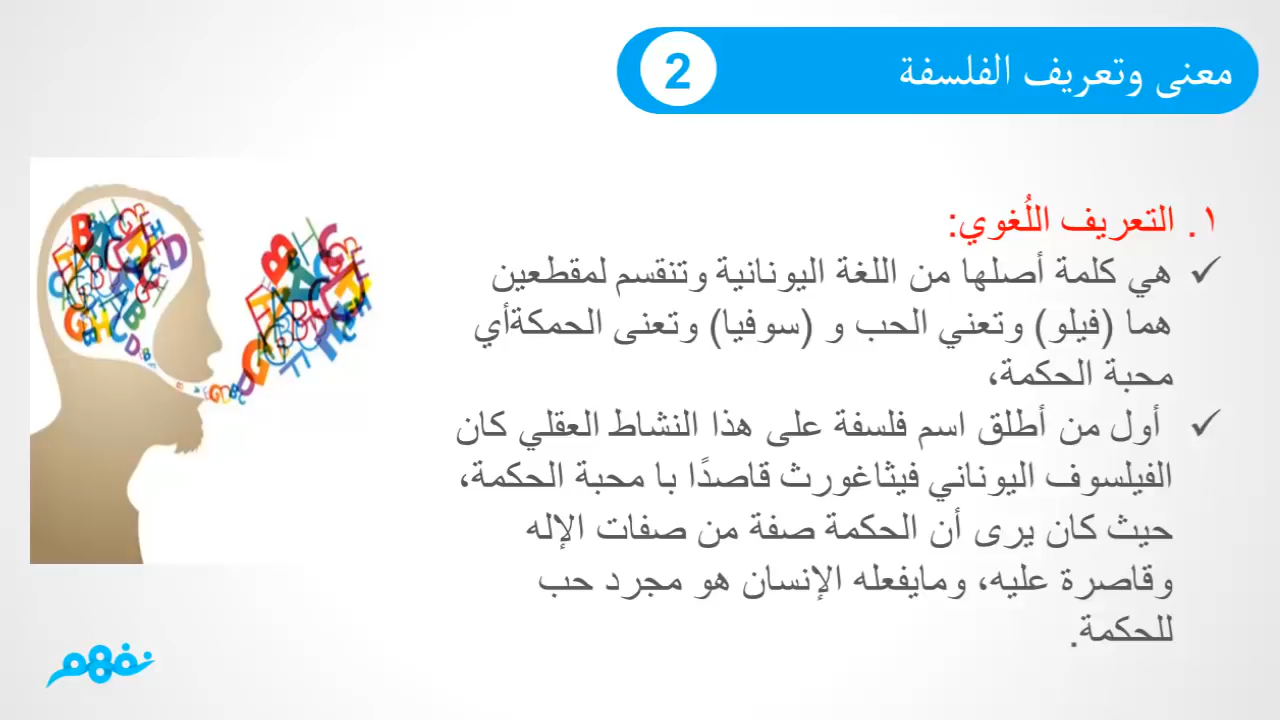 معنى وتعريف الفلسفة
2
١. التعريف اللُغوي:
✓ هي كلمة أصلها من اللغة اليونانية وتنقسم لمقطعين
هما (فيلو) وتعني الحب و (سوفيا) وتعنى الحمكةأي
محبة الحكمة،
✓ أول من أطلق اسم فلسفة على هذا النشاط العقلي كان
الفيلسوف اليوناني فيثاغورث قاصدًا با محبة الحكمة،
حيث كان يرى أن الحكمة صفة من صفات الإله
وقاصرة عليه، ومايفعله الإنسان هو مجرد حب
للحكمة.
نفهم